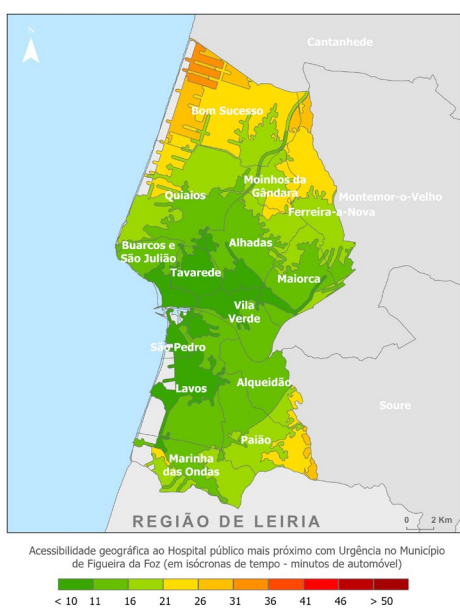 N
Cantanhede
Bom Sucesso
Moinhos da
Gândara
Quiaios
Montemor-o-Velho
Ferreira-a-Nova
Buarcos e
São Julião
Alhadas
Tavarede
Maiorca
Vila
Verde
São Pedro
Lavos
Alqueidão
Soure
Paião
Marinha
das Ondas
REGIÃO DE LEIRIA
0 2 Km
Acessibilidade geográfica ao Hospital público mais próximo com Urgência no Município
de Figueira da Foz (em isócronas de tempo - minutos de automóvel)
< 10 11 16 21 26 31 36 41 46 > 50